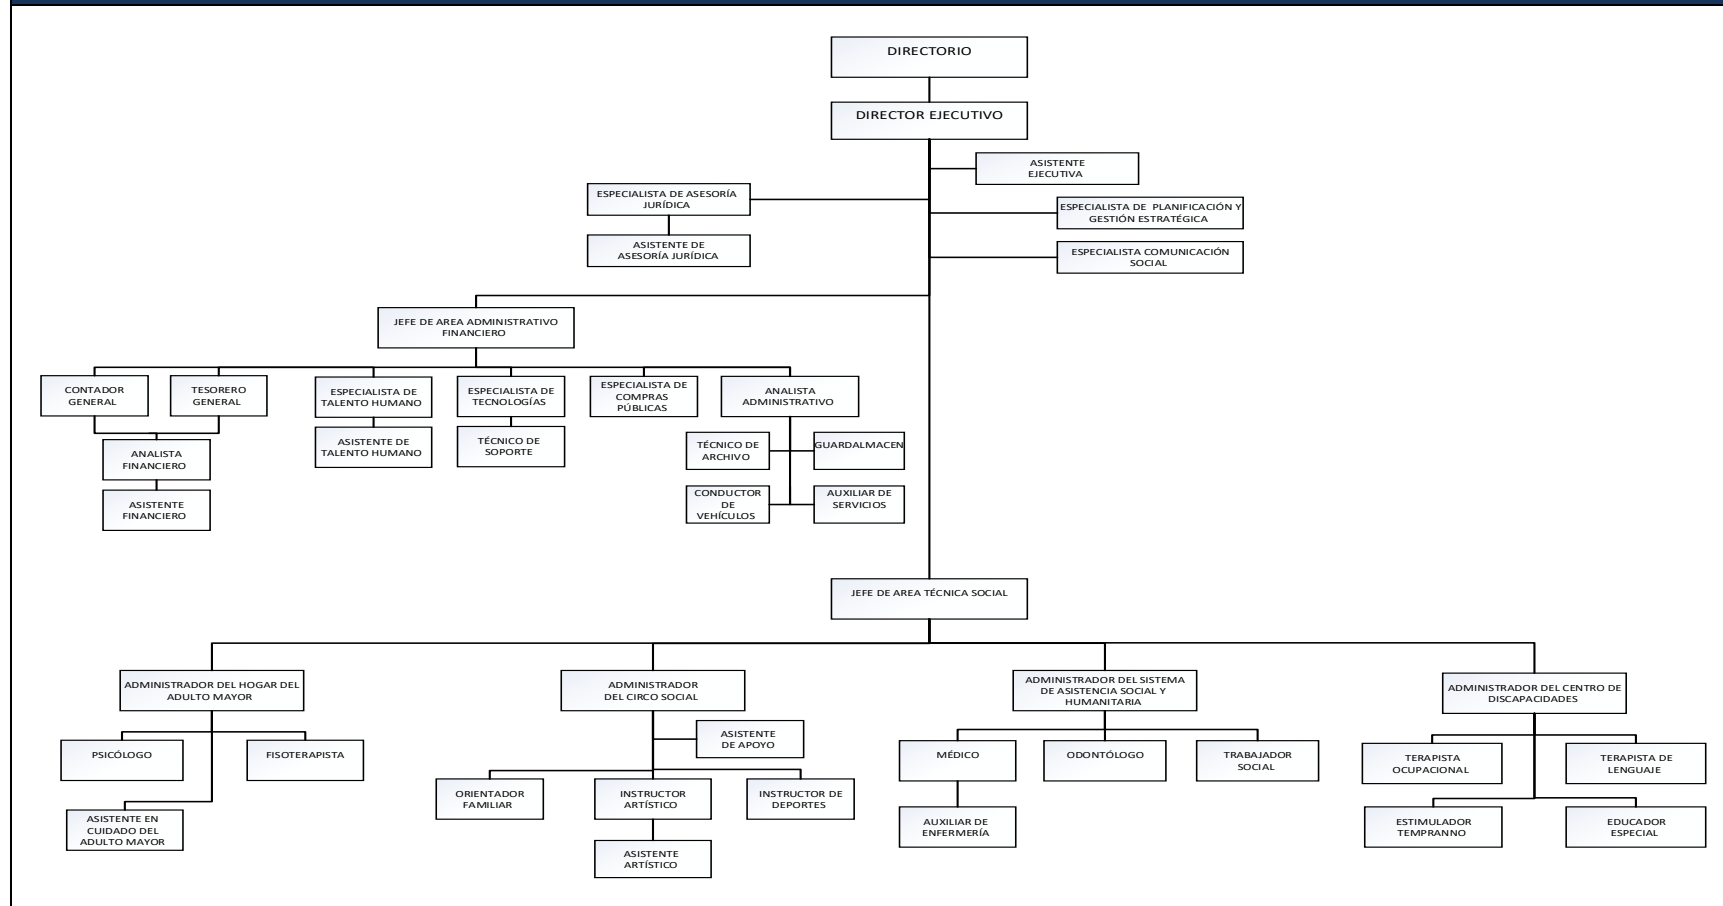 DIRECTORIO
DIRECTOR EJECUTIVO
ASISTENTE
EJECUTIVA
ESPECIALISTA DE ASESORÍA
JURÍDICA
ESPECIALISTA DE PLANIFICACIÓN Y
GESTIÓN ESTRATÉGICA
ASISTENTE DE
ASESORÍA JURÍDICA
ESPECIALISTA COMUNICACIÓN
SOCIAL
JEFE DE AREA ADMINISTRATIVO
FINANCIERO
CONTADOR
GENERAL
TESORERO
GENERAL
ESPECIALISTA DE
TALENTO HUMANO
ESPECIALISTA DE
TECNOLOGÍAS
ESPECIALISTA DE
COMPRAS
PÚBLICAS
ANALISTA
ADMINISTRATIVO
ANALISTA
FINANCIERO
ASISTENTE DE
TALENTO HUMANO
TÉCNICO DE
SOPORTE
TÉCNICO DE
ARCHIVO
GUARDALMACEN
ASISTENTE
FINANCIERO
CONDUCTOR
DE
VEHÍCULOS
AUXILIAR DE
SERVICIOS
JEFE DE AREA TÉCNICA SOCIAL
ADMINISTRADOR DEL HOGAR DEL
ADULTO MAYOR
ADMINISTRADOR
DEL CIRCO SOCIAL
ADMINISTRADOR DEL SISTEMA
DE ASISTENCIA SOCIAL Y
HUMANITARIA
ADMINISTRADOR DEL CENTRO DE
DISCAPACIDADES
PSICÓLOGO
FISOTERAPISTA
ASISTENTE
DE APOYO
MÉDICO
ODONTÓLOGO
TRABAJADOR
SOCIAL
TERAPISTA
OCUPACIONAL
TERAPISTA DE
LENGUAJE
ORIENTADOR
FAMILIAR
INSTRUCTOR
ARTÍSTICO
INSTRUCTOR DE
DEPORTES
ASISTENTE EN
CUIDADO DEL
ADULTO MAYOR
AUXILIAR DE
ENFERMERÍA
ESTIMULADOR
TEMPRANNO
EDUCADOR
ESPECIAL
ASISTENTE
ARTÍSTICO